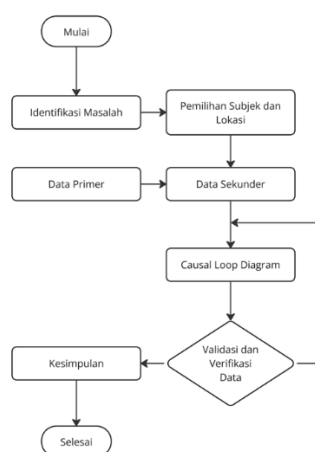 Mulai
Identifikasi Masalah
Pemilihan Subjek dan
Lokasi
Data Primer
Data Sekunder
Causal Loop Diagram
Validasi dan
Verifikasi
Data
Kesimpulan
Selesai